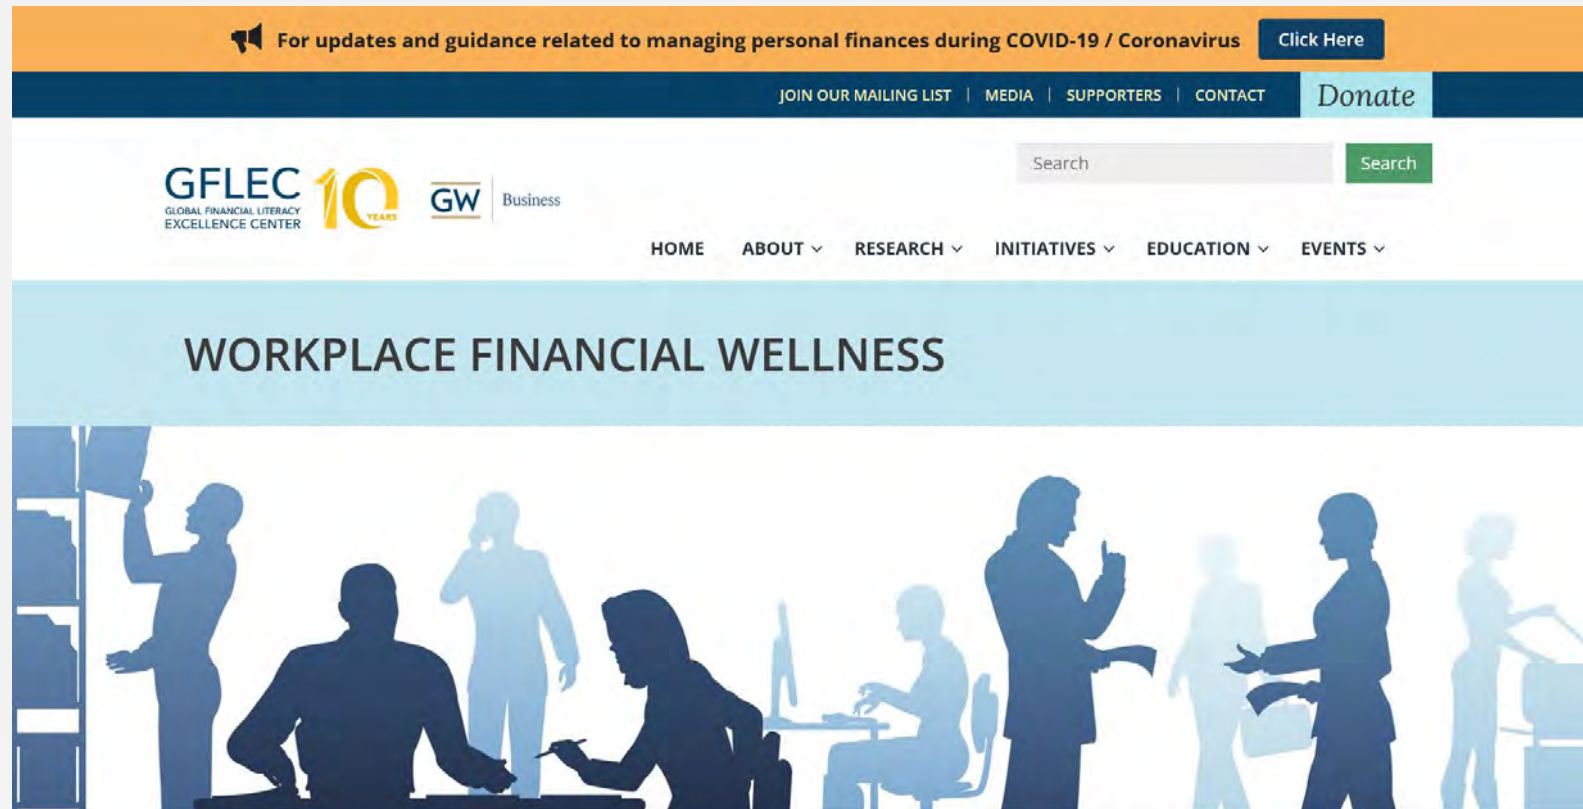 For updates and guidance related to managing personal finances during COVID-19 / Coronavirus Click Here
JOIN OUR MAILING LIST | MEDIA | SUPPORTERS | CONTACT Donate
Search Search
GFLEC
GLOBAL FINANCIAL LITERACY
EXCELLENCE CENTER
10
YEARS
GW | Business
HOME ABOUT RESEARCH INITIATIVES EDUCATION EVENTS
WORKPLACE FINANCIAL WELLNESS